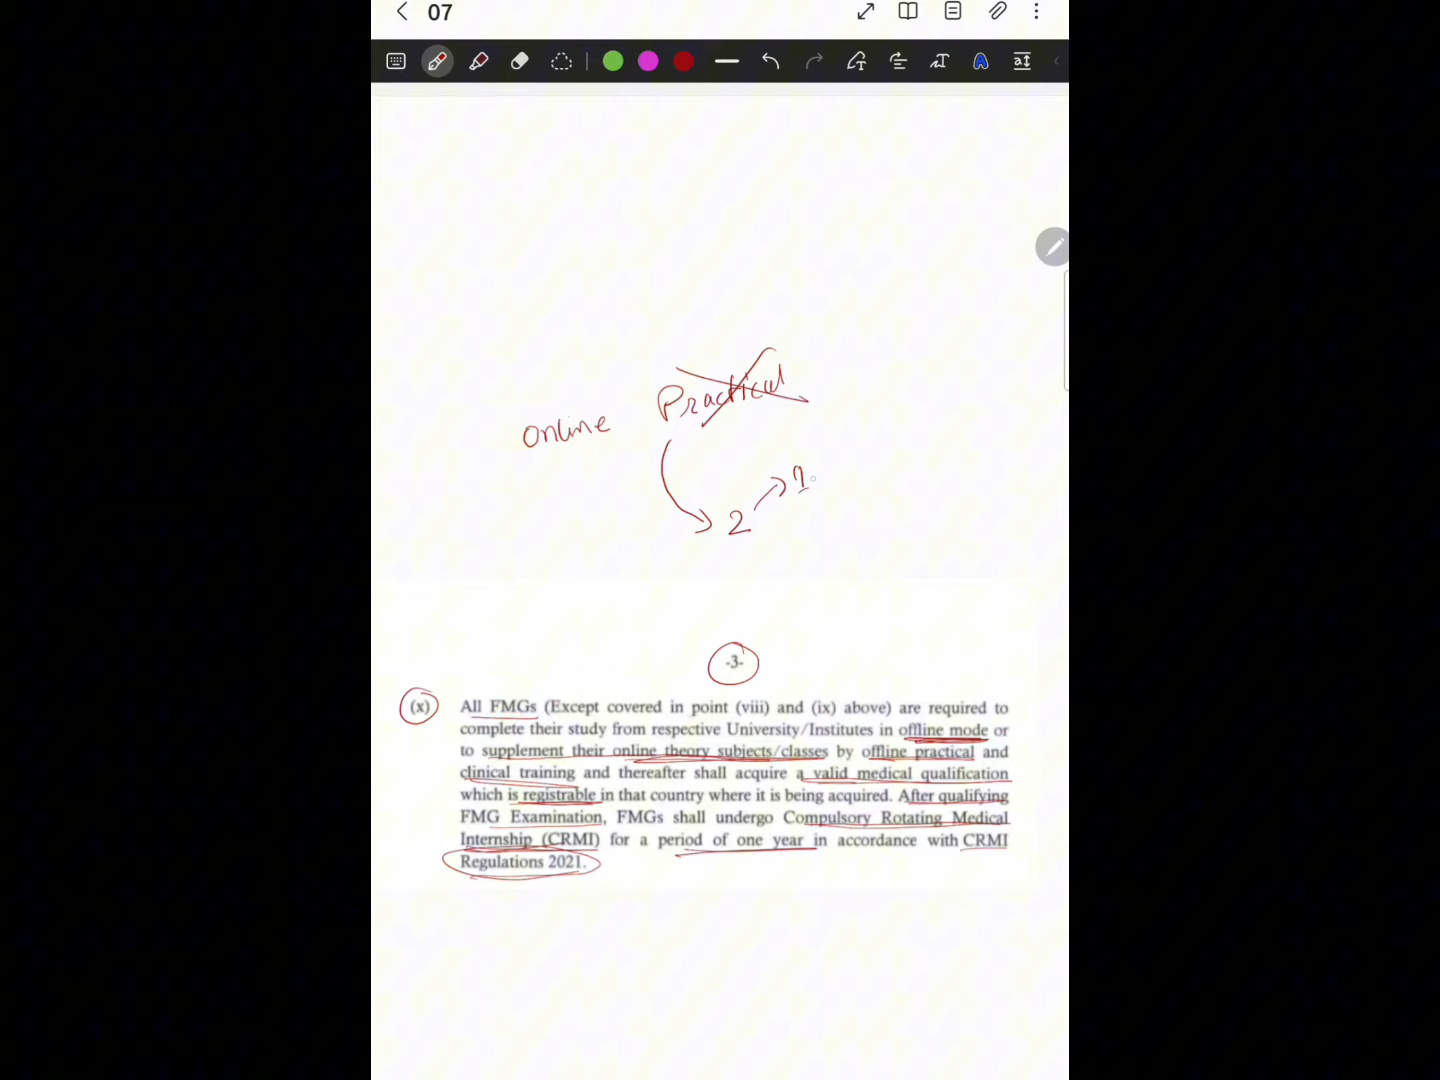 07
Practical
online
2
-3-
(x) All FMGs (Except covered in point (viii) and (ix) above) are required to
complete their study from respective University/Institutes in offline mode or
to supplement their online theory subjects/classes by offline practical and
clinical training and thereafter shall acquire a valid medical qualification
which is registrable in that country where it is being acquired. After qualifying
FMG Examination, FMGs shall undergo Compulsory Rotating Medical
Internship (CRMI) for a period of one year in accordance with CRMI
Regulations 2021.